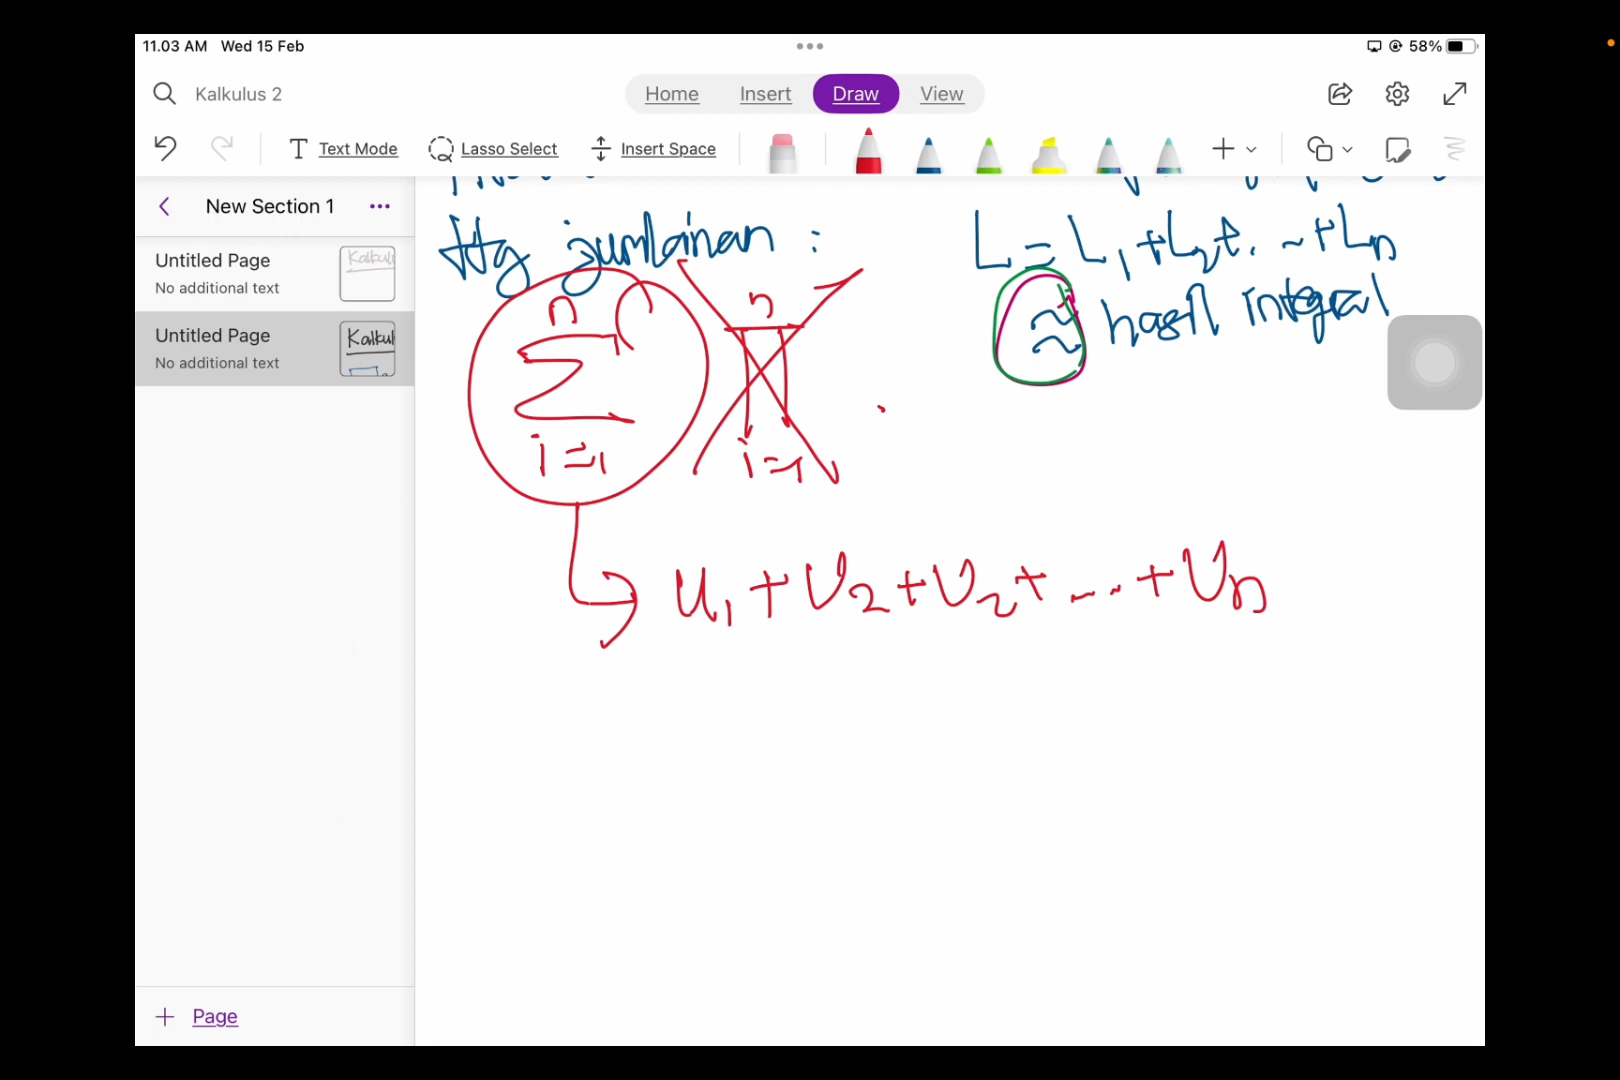 11.03 AM Wed 15 Feb
58%
Kalkulus 2
Home Insert Draw View
Text Mode Lasso Select Insert Space
New Section 1
Untitled Page
No additional text
Kalkul
Untitled Page
No additional text
Kalkul
Page
ttg jumlahan :
L = L₁ + L₂ + . ~ + Lₙ
≈ hasil integral
n
Σ
i=1
n
Π
i=1
U₁ + U₂ + U₂ + ... + Uₙ